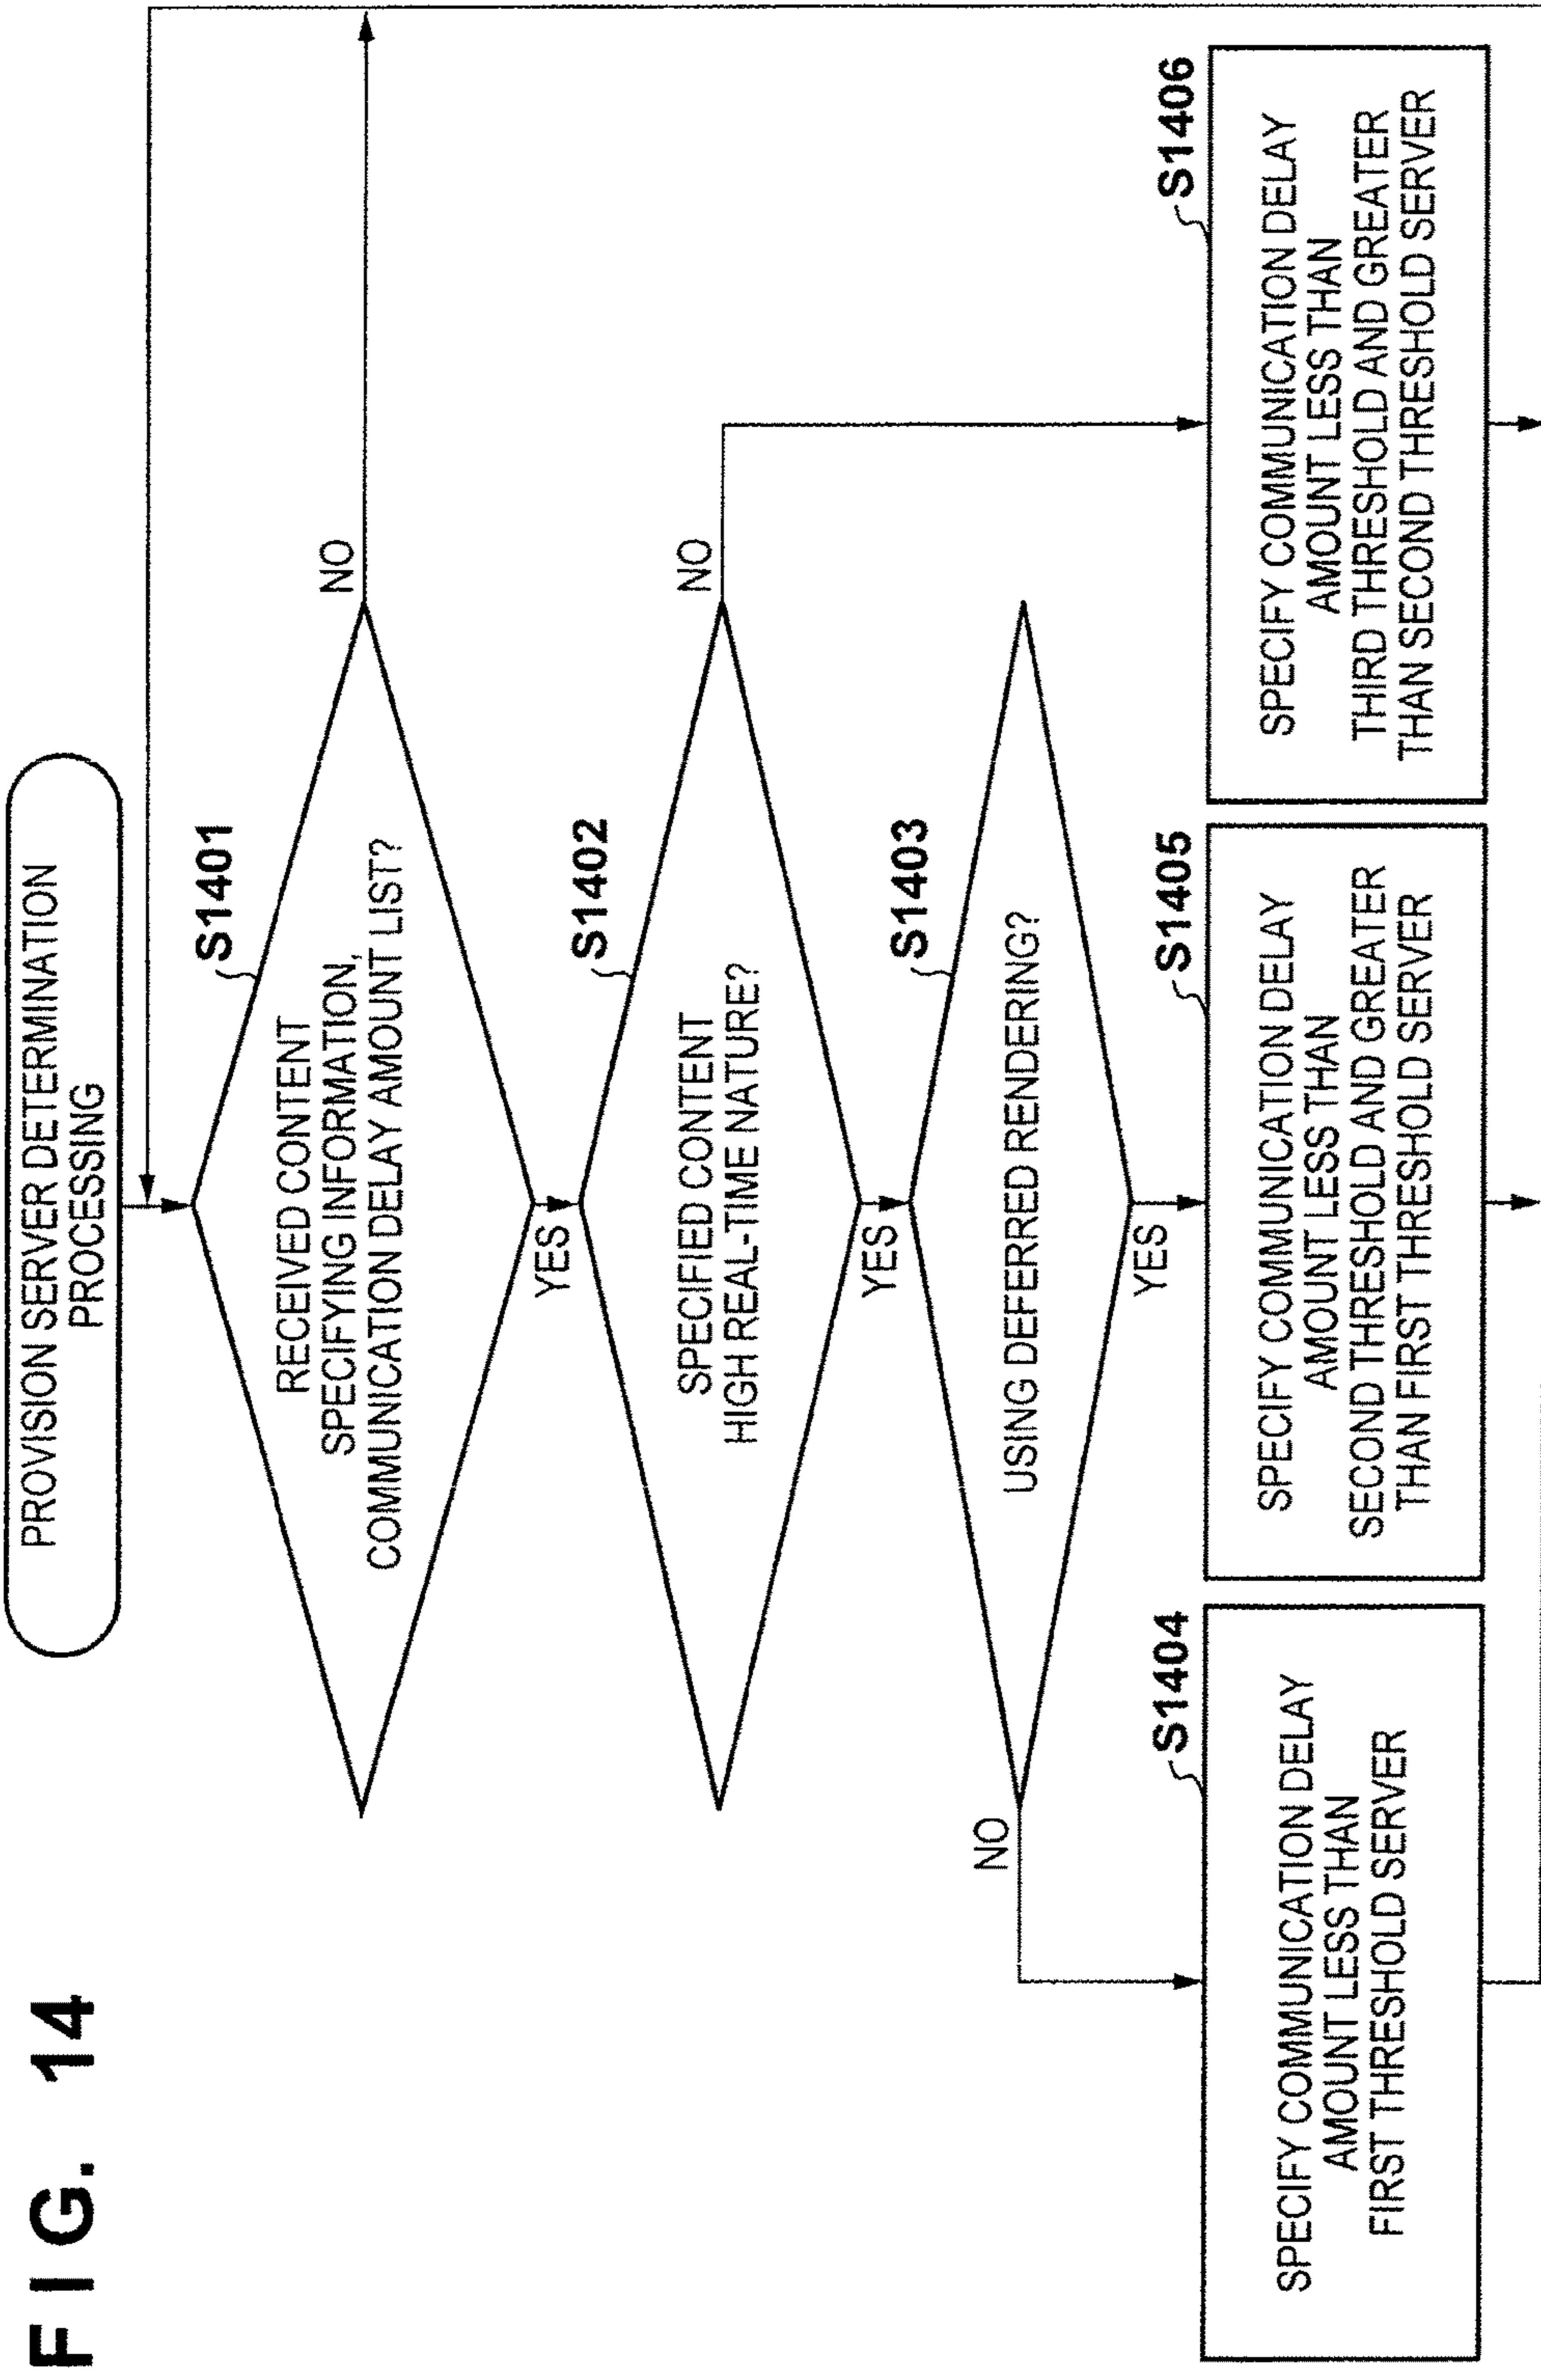 FIG. 14
PROVISION SERVER DETERMINATION
PROCESSING
S1401
RECEIVED CONTENT
SPECIFYING INFORMATION,
COMMUNICATION DELAY AMOUNT LIST?
NO
YES
S1402
SPECIFIED CONTENT
HIGH REAL-TIME NATURE?
NO
YES
S1403
USING DEFERRED RENDERING?
NO
YES
S1404
SPECIFY COMMUNICATION DELAY
AMOUNT LESS THAN
FIRST THRESHOLD SERVER
S1405
SPECIFY COMMUNICATION DELAY
AMOUNT LESS THAN
SECOND THRESHOLD AND GREATER
THAN FIRST THRESHOLD SERVER
S1406
SPECIFY COMMUNICATION DELAY
AMOUNT LESS THAN
THIRD THRESHOLD AND GREATER
THAN SECOND THRESHOLD SERVER